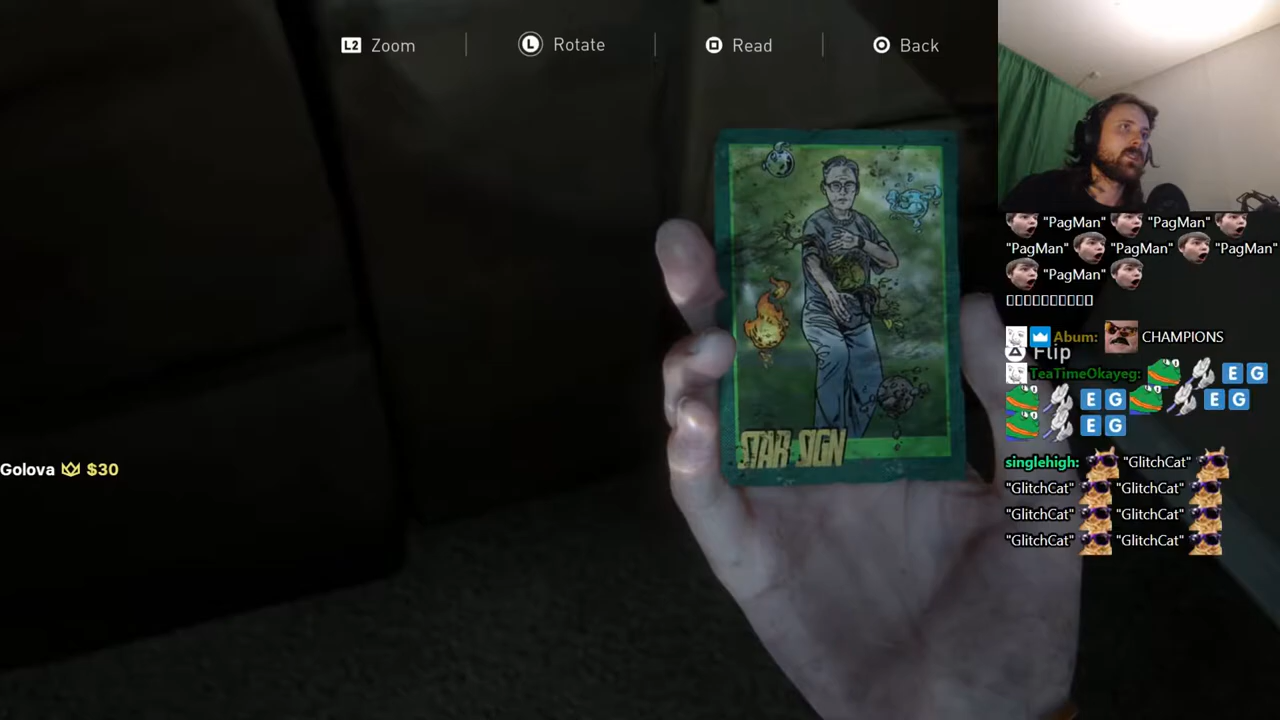 L2 Zoom
L Rotate
Read
Back
STAR SIGN
Flip
Golova $30
"PagMan" "PagMan"
"PagMan" "PagMan" "PagMan"
"PagMan"
Abum: CHAMPIONS
TeaTimeOkayeg: E G
E G E G
E G
singlehigh: "GlitchCat"
"GlitchCat" "GlitchCat"
"GlitchCat" "GlitchCat"
"GlitchCat" "GlitchCat"